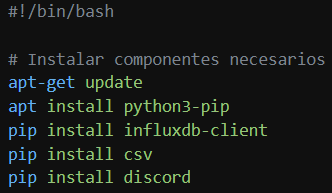 #!/bin/bash
# Instalar componentes necesarios
apt-get update
apt install python3-pip
pip install influxdb-client
pip install csv
pip install discord